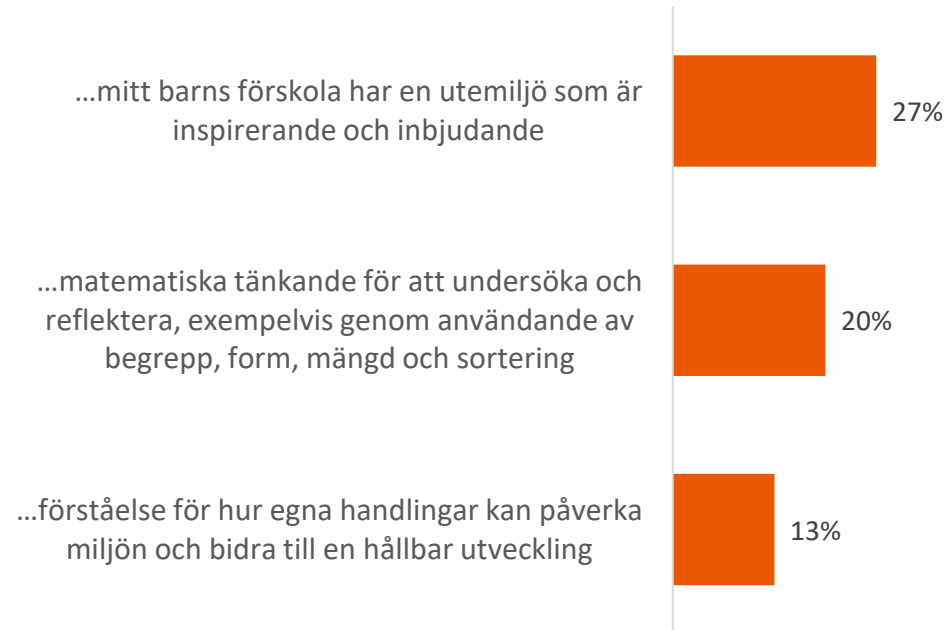 ...mitt barns förskola har en utemiljö som är
inspirerande och inbjudande
27%
...matematiska tänkande för att undersöka och
reflektera, exempelvis genom användande av
begrepp, form, mängd och sortering
20%
...förståelse för hur egna handlingar kan påverka
miljön och bidra till en hållbar utveckling
13%